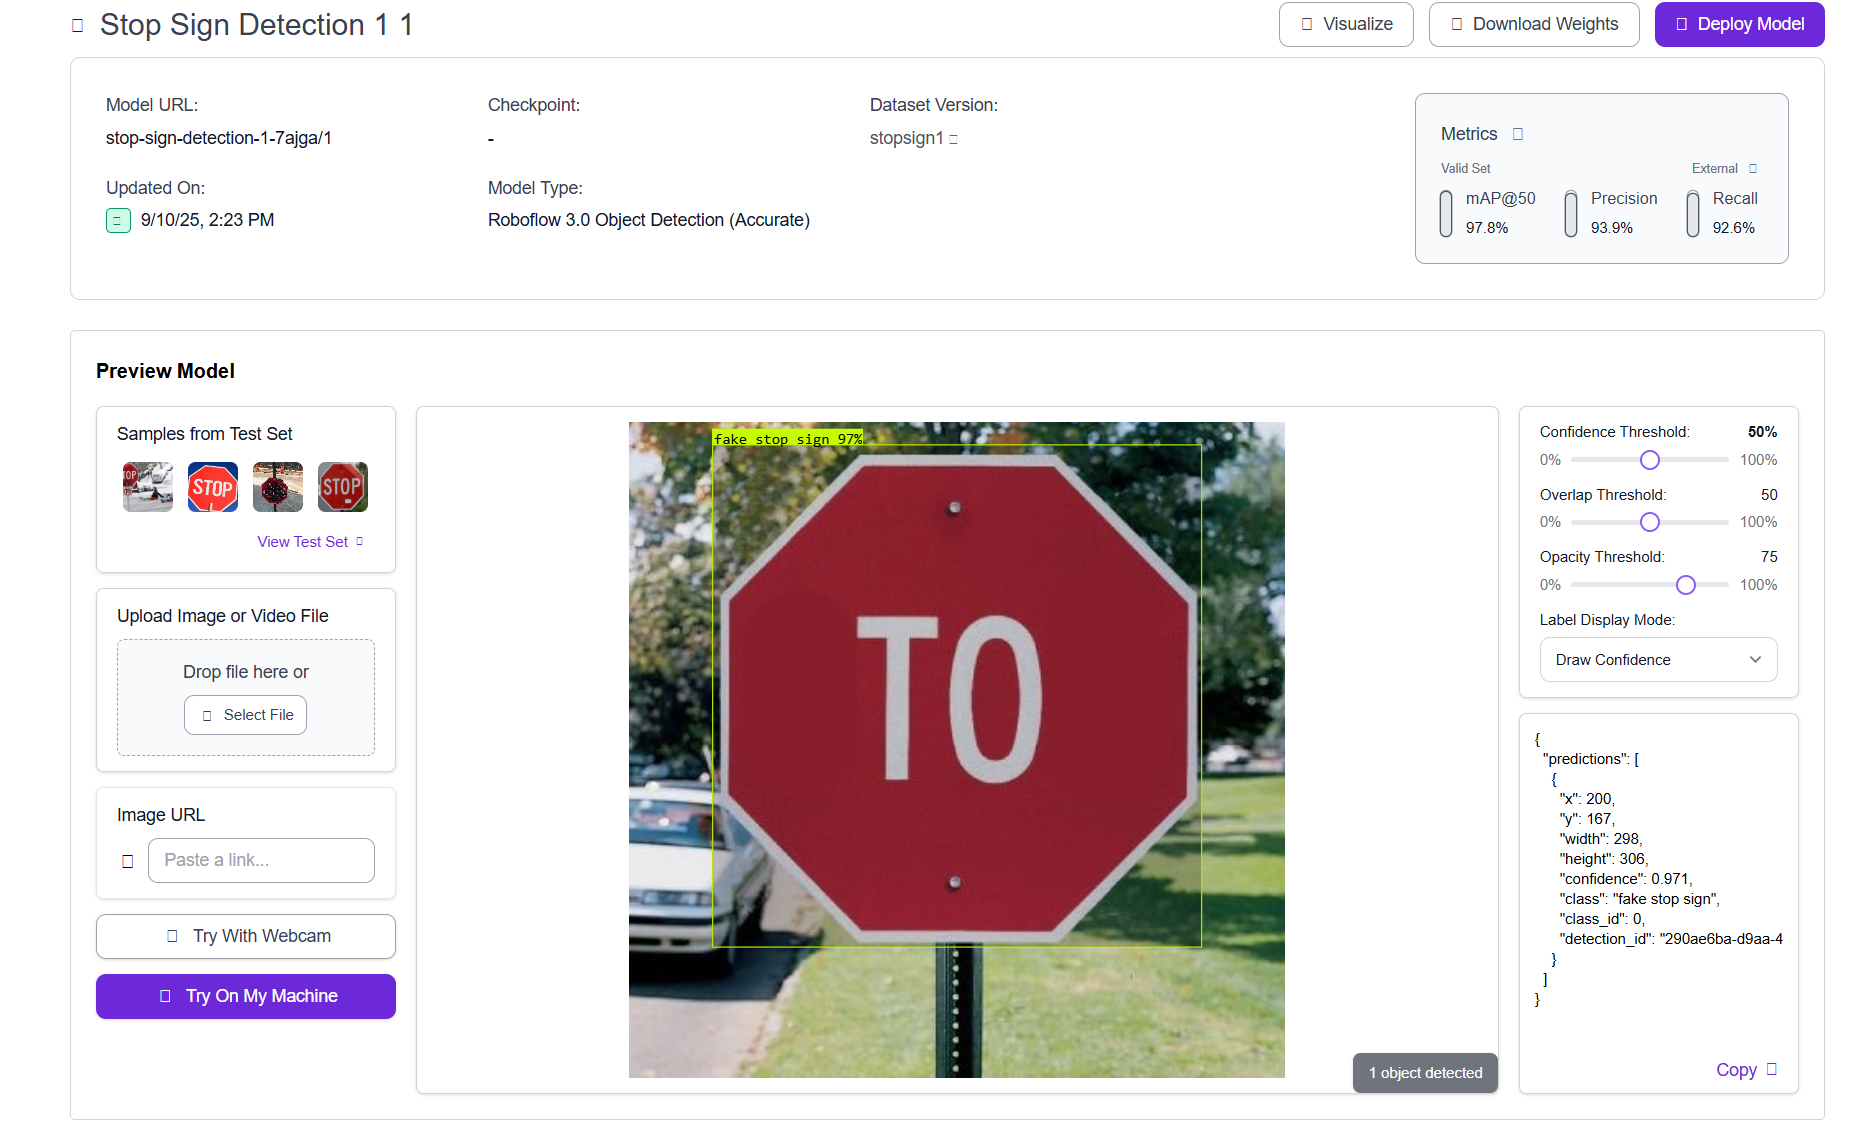 Stop Sign Detection 1 1
Visualize
Download Weights
Deploy Model
Model URL:
stop-sign-detection-1-7ajga/1
Checkpoint:
-
Dataset Version:
stopsign1
Updated On:
9/10/25, 2:23 PM
Model Type:
Roboflow 3.0 Object Detection (Accurate)
Metrics
Valid Set
External
mAP@50
97.8%
Precision
93.9%
Recall
92.6%
Preview Model
Samples from Test Set
OP
STOP
STOP
View Test Set
Upload Image or Video File
Drop file here or
Select File
Image URL
Paste a link...
Try With Webcam
Try On My Machine
fake stop sign 97%
TO
1 object detected
Confidence Threshold: 50%
0% 100%
Overlap Threshold: 50
0% 100%
Opacity Threshold: 75
0% 100%
Label Display Mode:
Draw Confidence
{
"predictions": [
{
"x": 200,
"y": 167,
"width": 298,
"height": 306,
"confidence": 0.971,
"class": "fake stop sign",
"class_id": 0,
"detection_id": "290ae6ba-d9aa-4
}
]
}
Copy